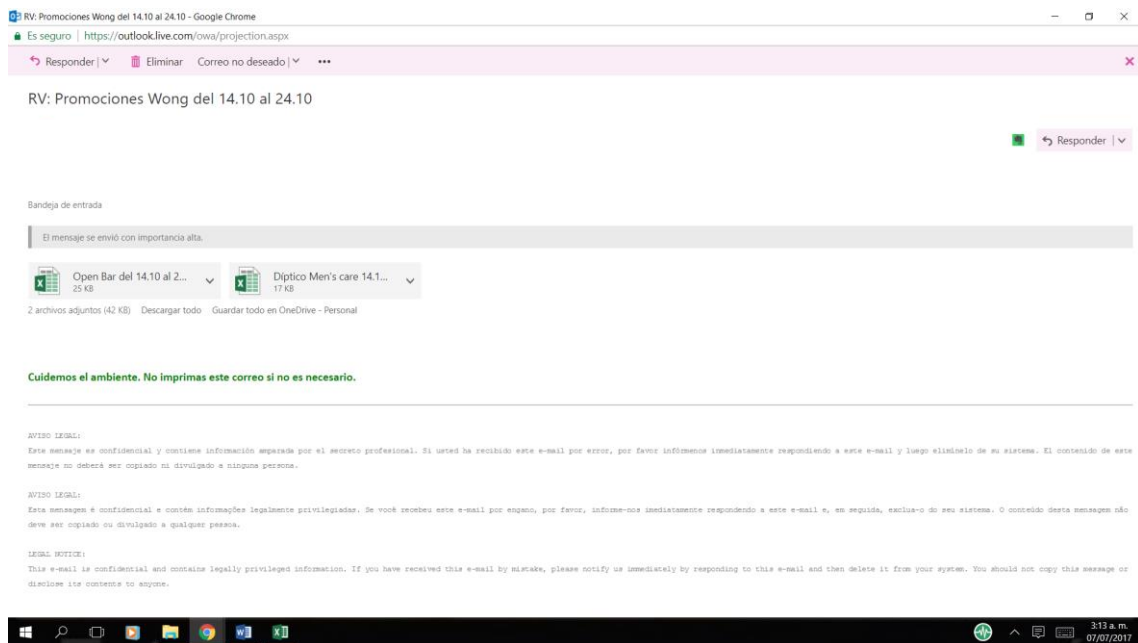 RV: Promociones Wong del 14.10 al 24.10 - Google Chrome
Es seguro | https://outlook.live.com/owa/projection.aspx
Responder | Eliminar Correo no deseado | ...
RV: Promociones Wong del 14.10 al 24.10
Responder |
Bandeja de entrada
El mensaje se envió con importancia alta.
Open Bar del 14.10 al 2... Díptico Men's care 14.1...
25 KB 17 KB
2 archivos adjuntos (42 KB) Descargar todo Guardar todo en OneDrive - Personal
Cuidemos el ambiente. No imprimas este correo si no es necesario.
AVISO LEGAL:
Este mensaje es confidencial y contiene información amparada por el secreto profesional. Si usted ha recibido este e-mail por error, por favor infórmenos inmediatamente respondiendo a este e-mail y luego elimínelo de su sistema. El contenido de este
mensaje no deberá ser copiado ni divulgado a ninguna persona.
AVISO LEGAL:
Esta mensagem é confidencial e contém informações legalmente privilegiadas. Se você recebeu este e-mail por engano, por favor, informe-nos imediatamente respondendo a este e-mail e, em seguida, exclua-o do seu sistema. O conteúdo desta mensagem não
deve ser copiado ou divulgado a qualquer pessoa.
LEGAL NOTICE:
This e-mail is confidential and contains legally privileged information. If you have received this e-mail by mistake, please notify us immediately by responding to this e-mail and then delete it from your system. You should not copy this message or
disclose its contents to anyone.
3:13 a. m.
07/07/2017